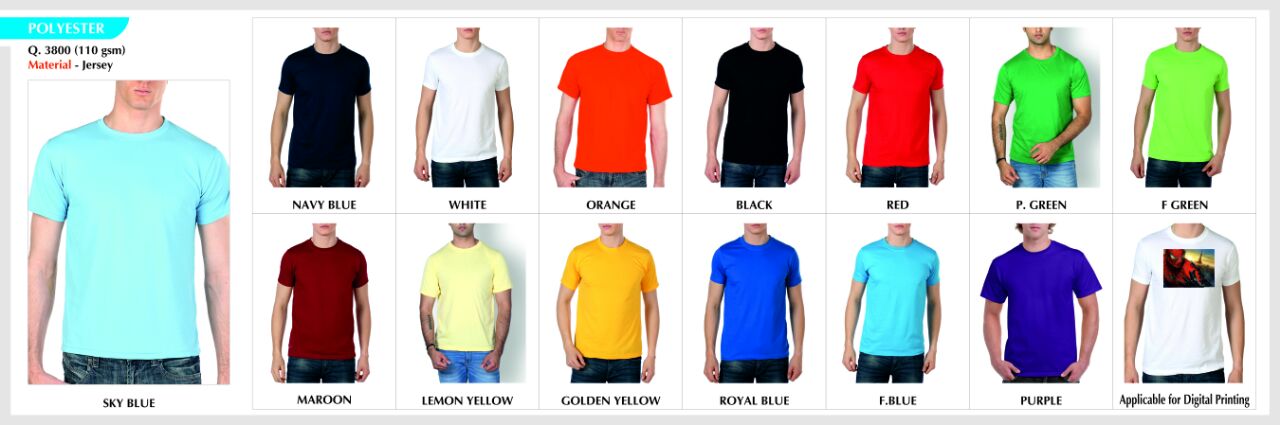 POLYESTER
Q. 3800 (110 gsm)
Material - Jersey
SKY BLUE
NAVY BLUE
WHITE
ORANGE
BLACK
RED
P. GREEN
F GREEN
MAROON
LEMON YELLOW
GOLDEN YELLOW
ROYAL BLUE
F.BLUE
PURPLE
Applicable for Digital Printing